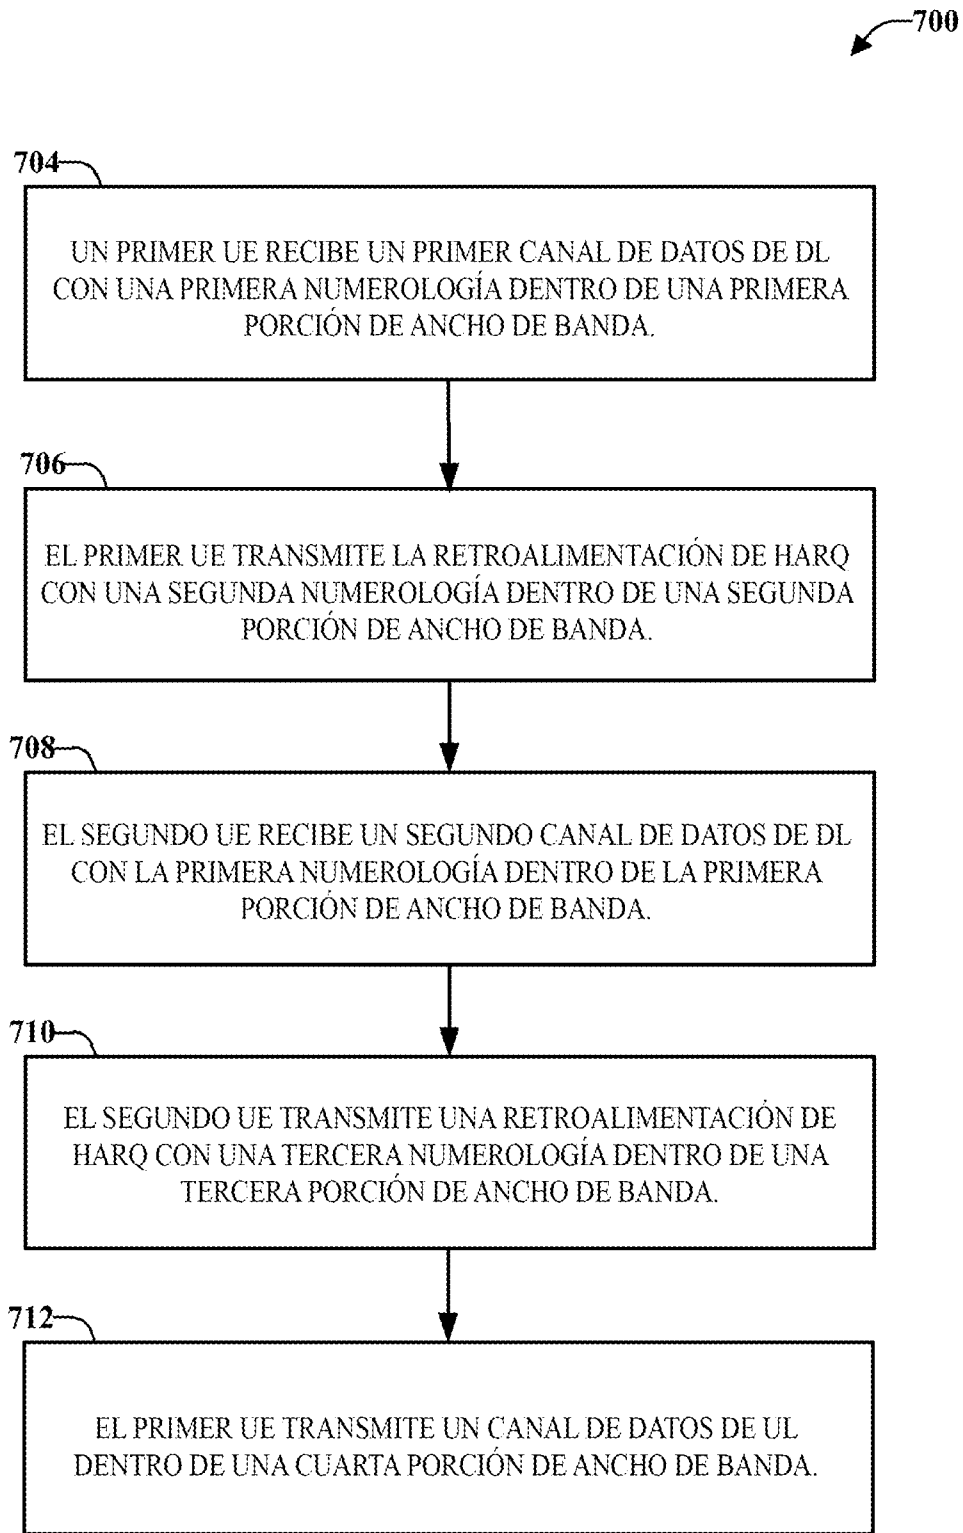 700
704
UN PRIMER UE RECIBE UN PRIMER CANAL DE DATOS DE DL
CON UNA PRIMERA NUMEROLOGÍA DENTRO DE UNA PRIMERA
PORCIÓN DE ANCHO DE BANDA.
706
EL PRIMER UE TRANSMITE LA RETROALIMENTACIÓN DE HARQ
CON UNA SEGUNDA NUMEROLOGÍA DENTRO DE UNA SEGUNDA
PORCIÓN DE ANCHO DE BANDA.
708
EL SEGUNDO UE RECIBE UN SEGUNDO CANAL DE DATOS DE DL
CON LA PRIMERA NUMEROLOGÍA DENTRO DE LA PRIMERA
PORCIÓN DE ANCHO DE BANDA.
710
EL SEGUNDO UE TRANSMITE UNA RETROALIMENTACIÓN DE
HARQ CON UNA TERCERA NUMEROLOGÍA DENTRO DE UNA
TERCERA PORCIÓN DE ANCHO DE BANDA.
712
EL PRIMER UE TRANSMITE UN CANAL DE DATOS DE UL
DENTRO DE UNA CUARTA PORCIÓN DE ANCHO DE BANDA.